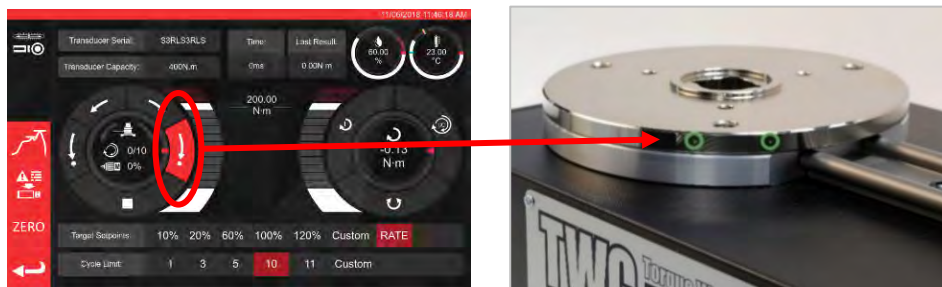 11/06/2018 11:40:18 AM
Transducer Serial: S3RLS3RLS Time: Last Result
Transducer Capacity: 400N.m 0ms 0.00N·m
60.00 %
23.00 °C
200.00
N·m
0/10
0%
-0.13
N·m
ZERO
Target Setpoints: 10% 20% 60% 100% 120% Custom RATE
Cycle Limit: 1 3 5 10 11 Custom
TWC Torque